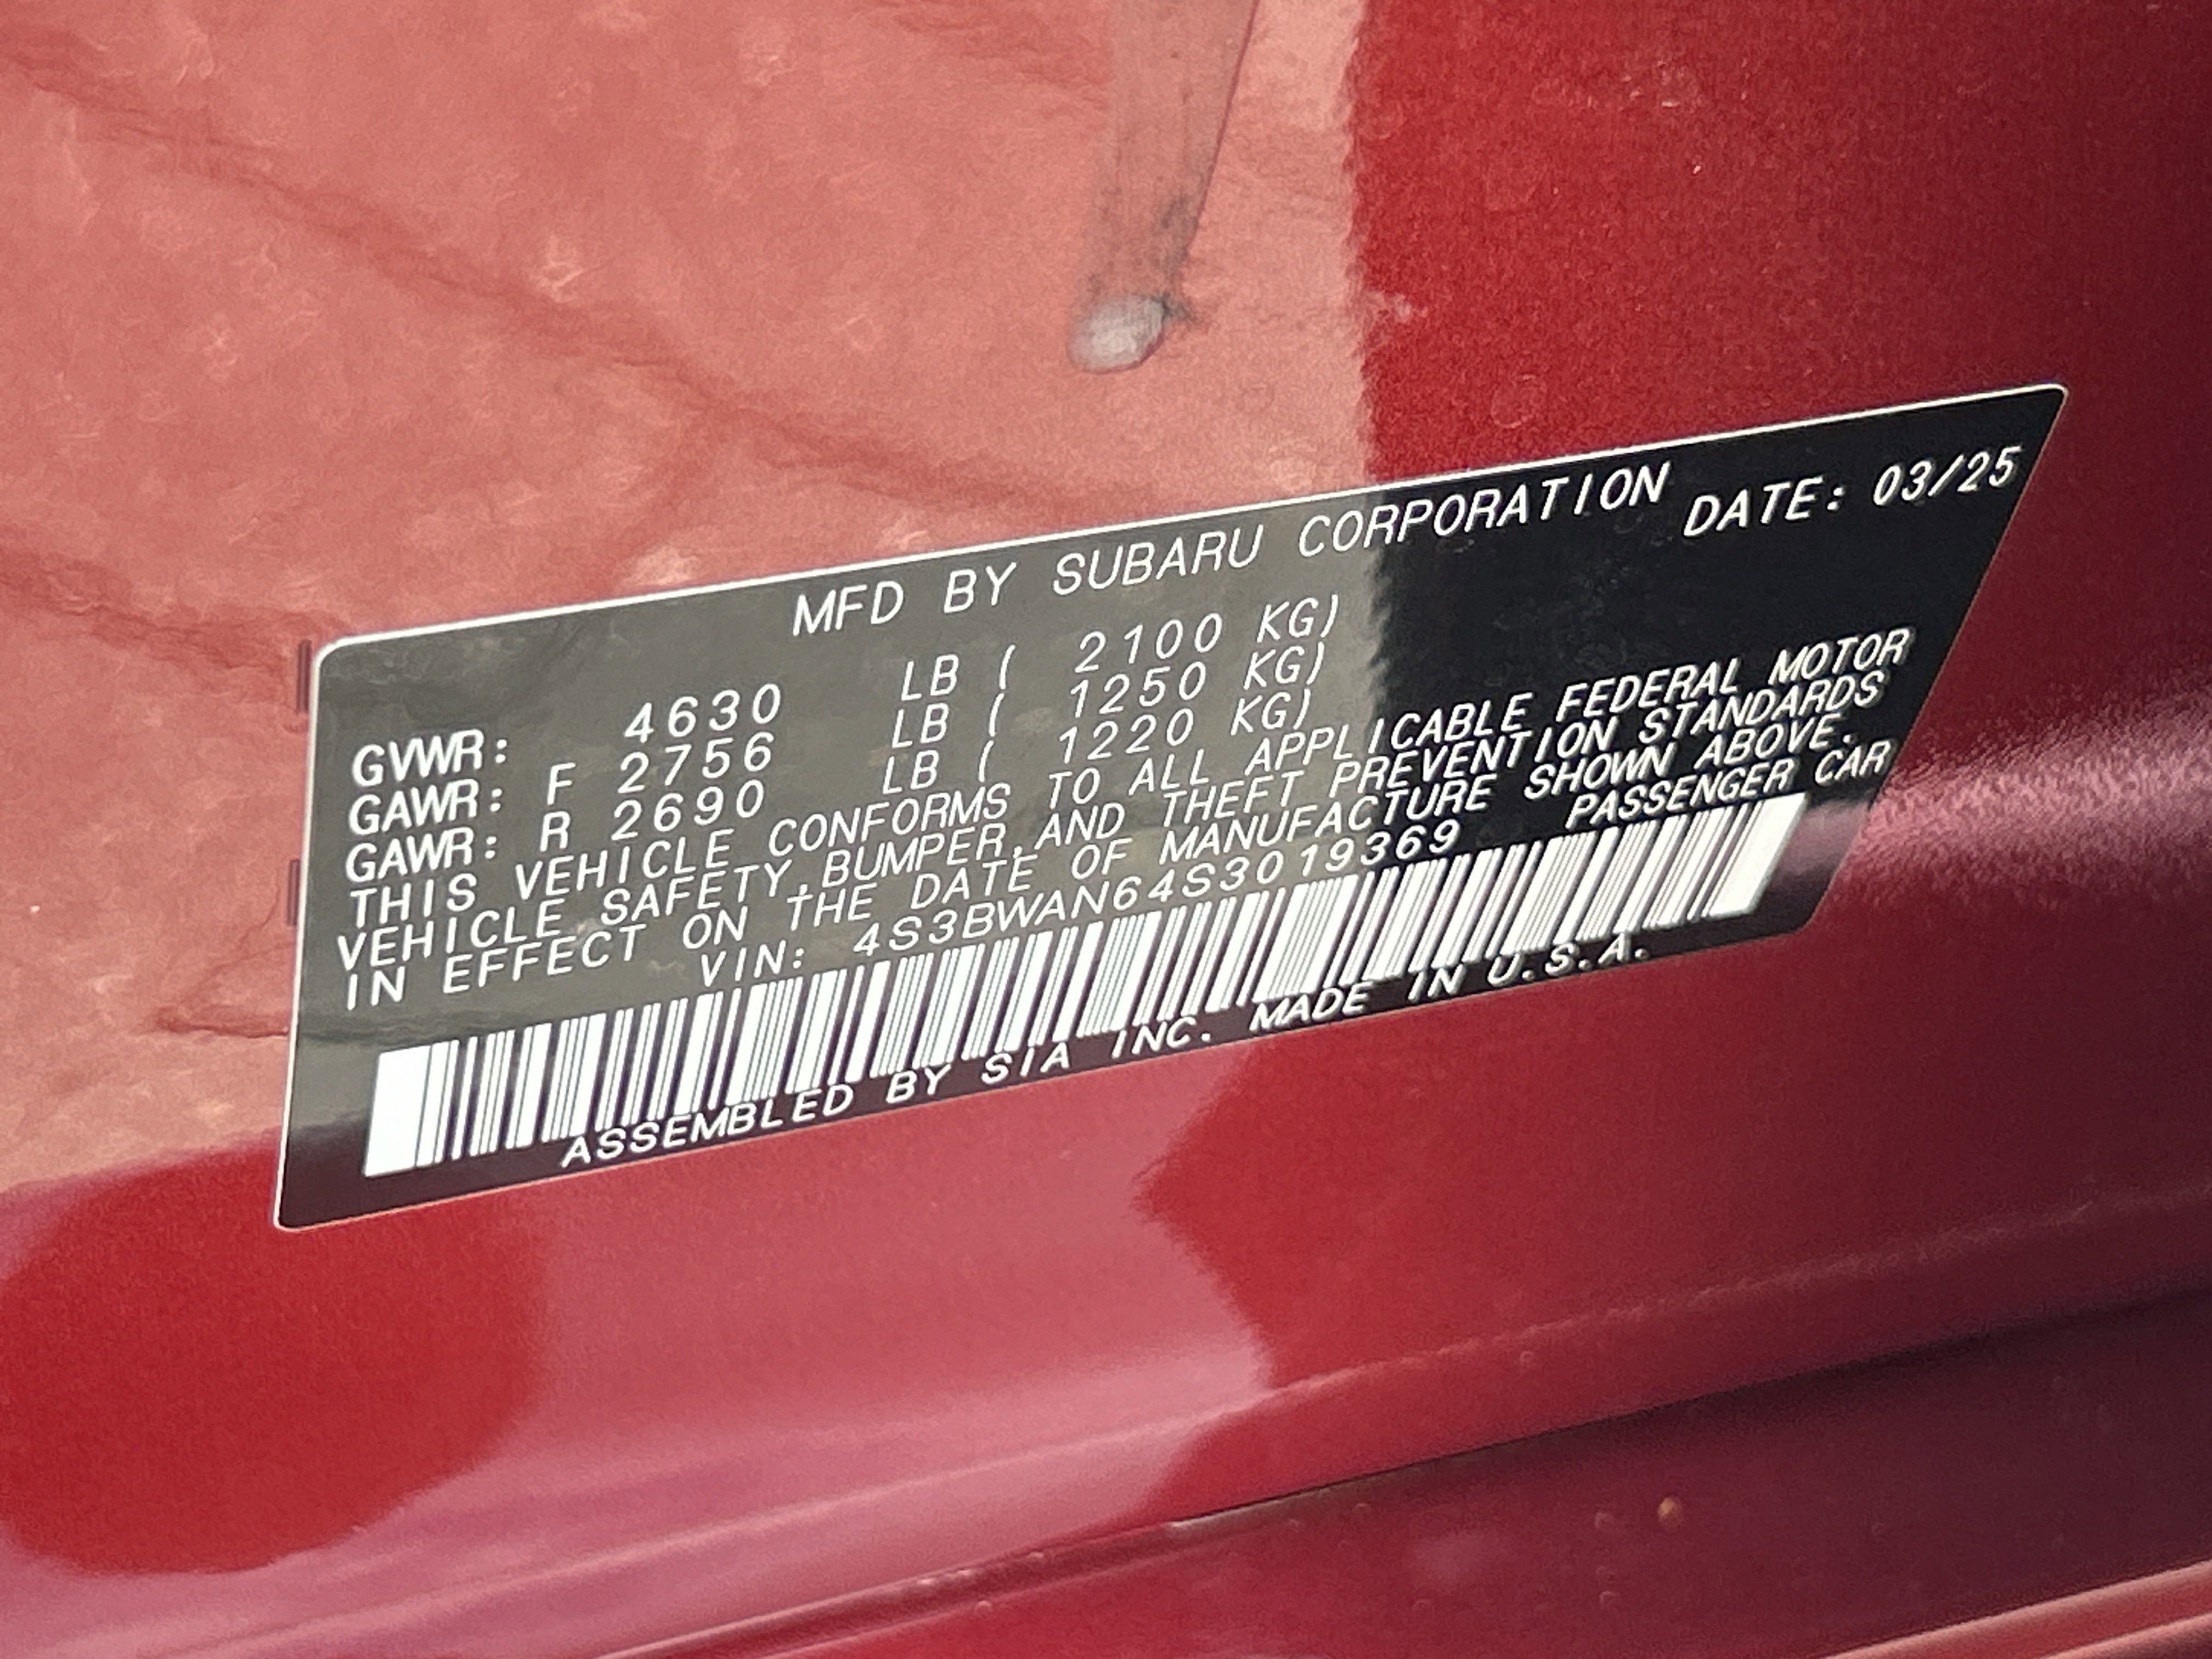 MFD BY SUBARU CORPORATION DATE: 03/25
GVWR: 4630 LB ( 2100 KG)
GAWR: F 2756 LB ( 1250 KG)
GAWR: R 2690 LB ( 1220 KG)
THIS VEHICLE CONFORMS TO ALL APPLICABLE FEDERAL MOTOR
VEHICLE SAFETY,BUMPER,AND THEFT PREVENTION STANDARDS
IN EFFECT ON THE DATE OF MANUFACTURE SHOWN ABOVE.
VIN: 4S3BWAN64S3019369 PASSENGER CAR
ASSEMBLED BY SIA INC. MADE IN U.S.A.